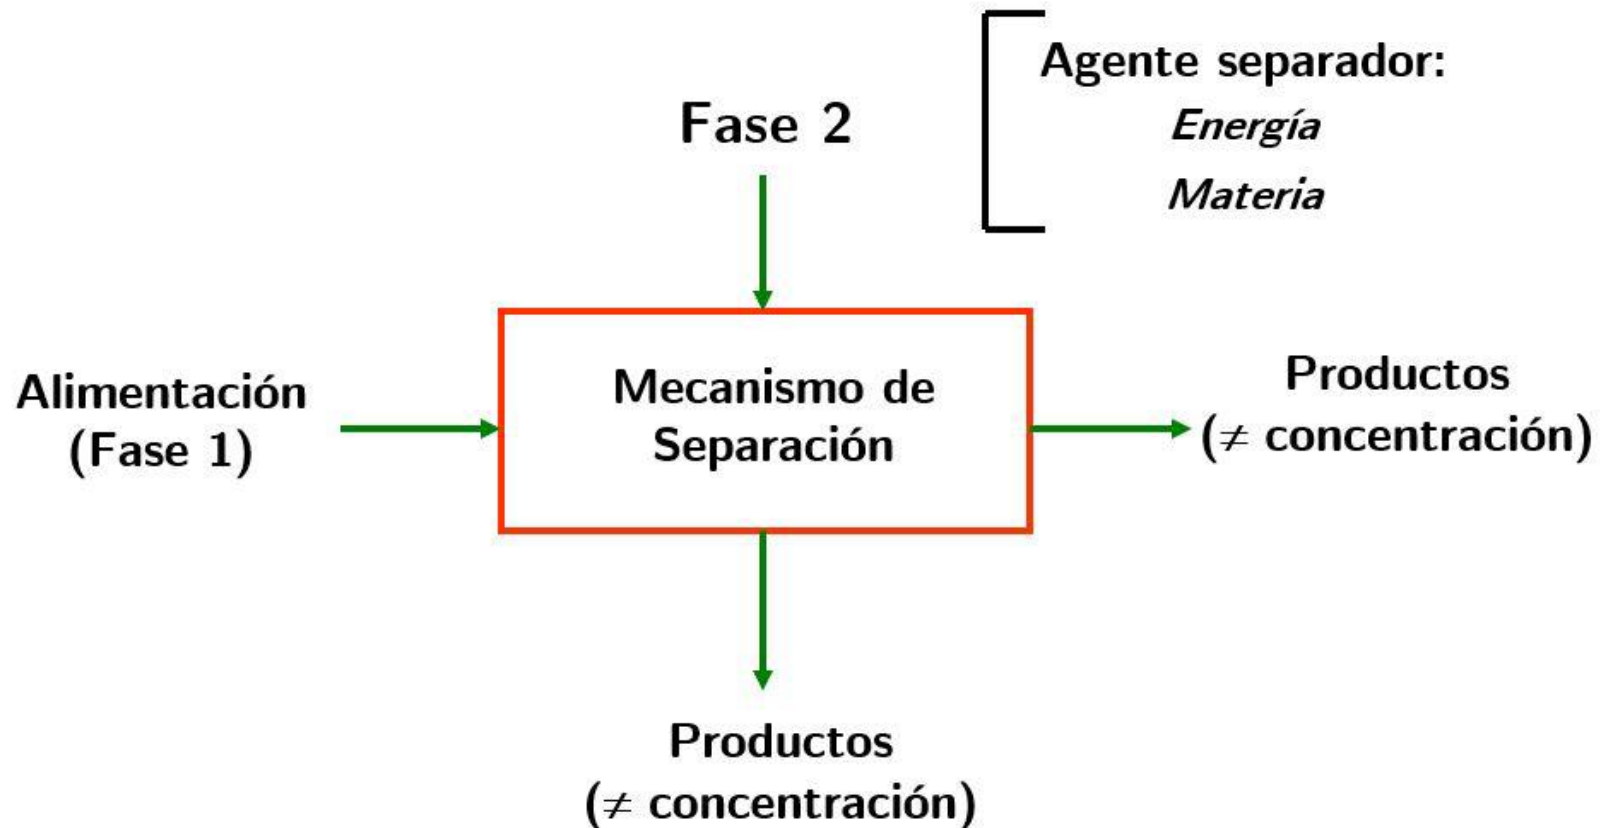 Agente separador:
Energía
Materia
Fase 2
Alimentación
(Fase 1)
Mecanismo de
Separación
Productos
(≠ concentración)
Productos
(≠ concentración)